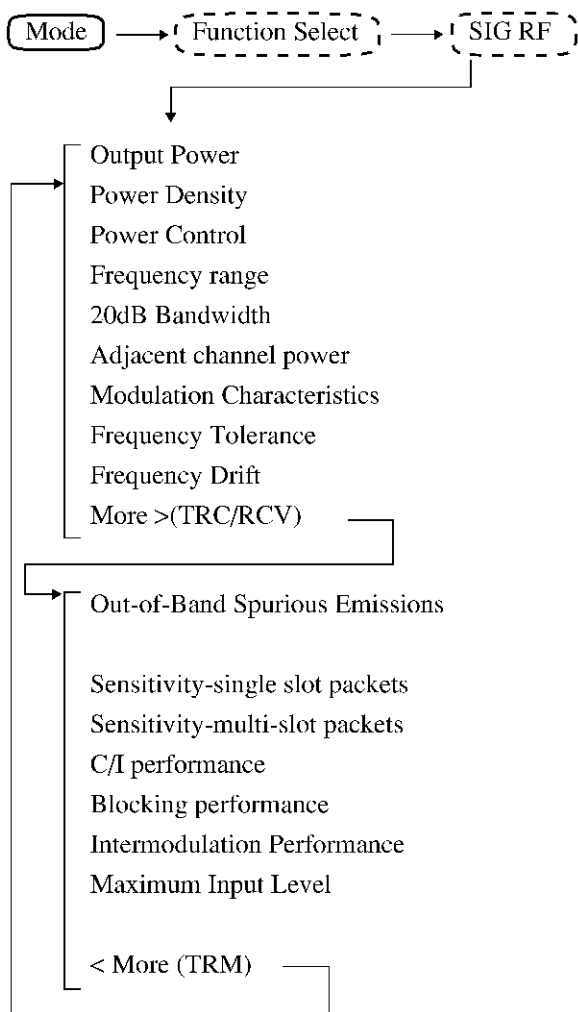 Mode Function Select SIG RF
Output Power
Power Density
Power Control
Frequency range
20dB Bandwidth
Adjacent channel power
Modulation Characteristics
Frequency Tolerance
Frequency Drift
More >(TRC/RCV)
Out-of-Band Spurious Emissions
Sensitivity-single slot packets
Sensitivity-multi-slot packets
C/I performance
Blocking performance
Intermodulation Performance
Maximum Input Level
< More (TRM)